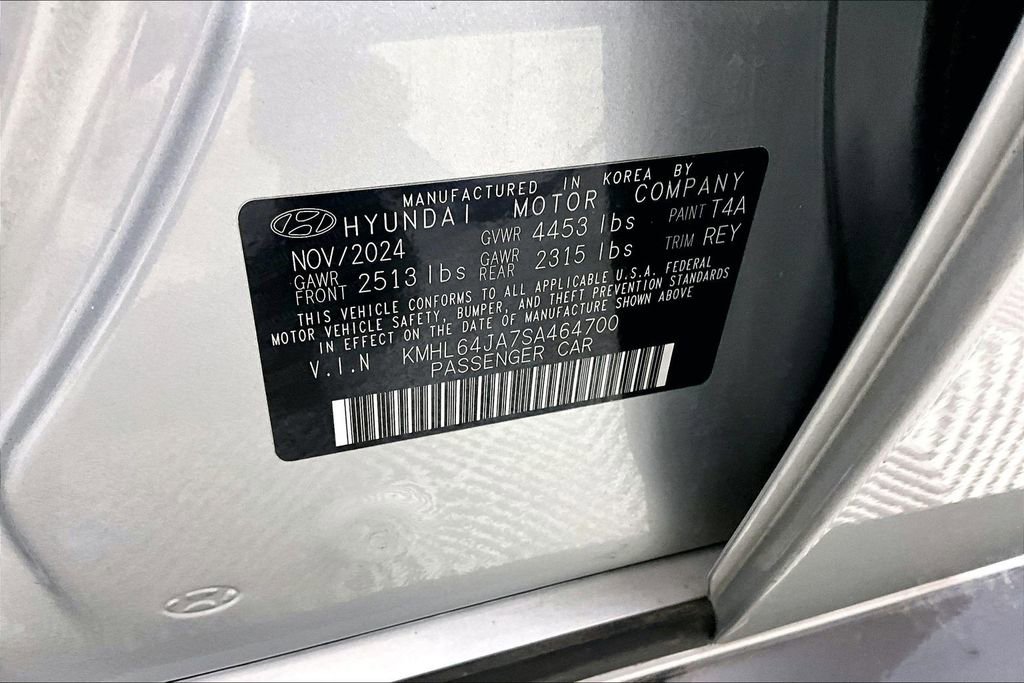 MANUFACTURED IN KOREA BY
HYUNDAI MOTOR COMPANY
NOV/2024 GVWR 4453 lbs PAINT T4A
GAWR FRONT 2513 lbs GAWR REAR 2315 lbs TRIM REY
THIS VEHICLE CONFORMS TO ALL APPLICABLE U.S.A. FEDERAL
MOTOR VEHICLE SAFETY, BUMPER, AND THEFT PREVENTION STANDARDS
IN EFFECT ON THE DATE OF MANUFACTURE SHOWN ABOVE
V.I.N KMHL64JA7SA464700
PASSENGER CAR